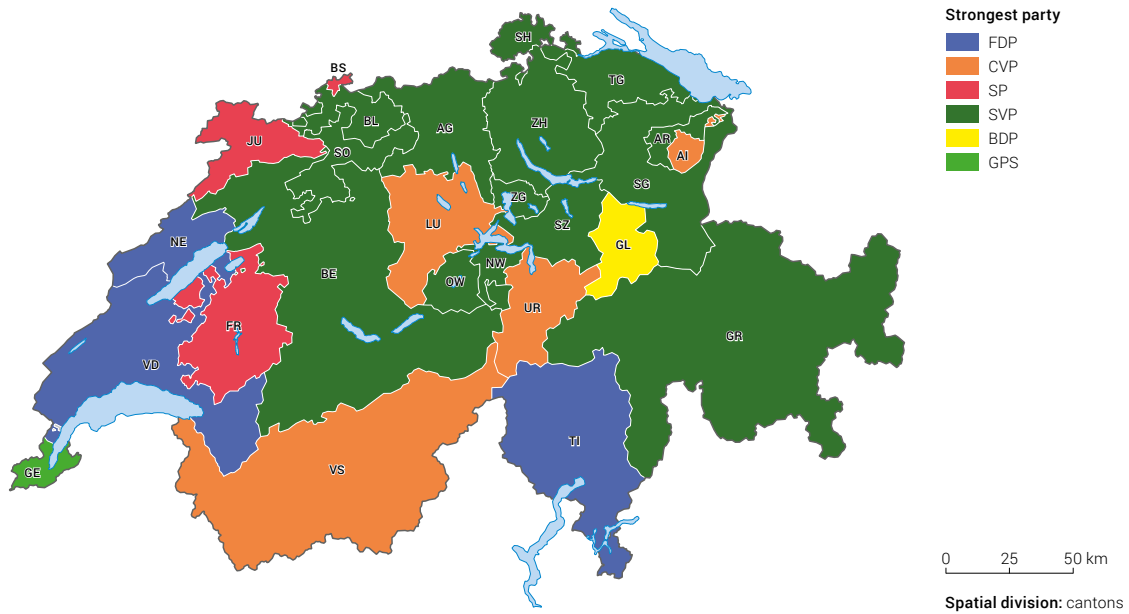 Strongest party
FDP
CVP
SP
SVP
BDP
GPS
SH
BS
TG
BL
AG
ZH
JU
SO
AR
AI
SG
ZG
LU
SZ
NE
GL
BE
NW
OW
UR
FR
GR
VD
TI
VS
GE
0 25 50 km
Spatial division: cantons